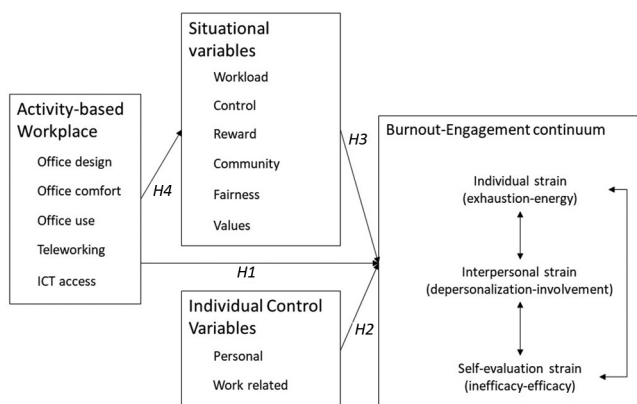 Activity-based
Workplace
Office design
Office comfort
Office use
Teleworking
ICT access
H4
Situational
variables
Workload
Control
Reward
Community
Fairness
Values
H3
H1
Individual Control
Variables
Personal
Work related
H2
Burnout-Engagement continuum
Individual strain
(exhaustion-energy)
Interpersonal strain
(depersonalization-involvement)
Self-evaluation strain
(inefficacy-efficacy)